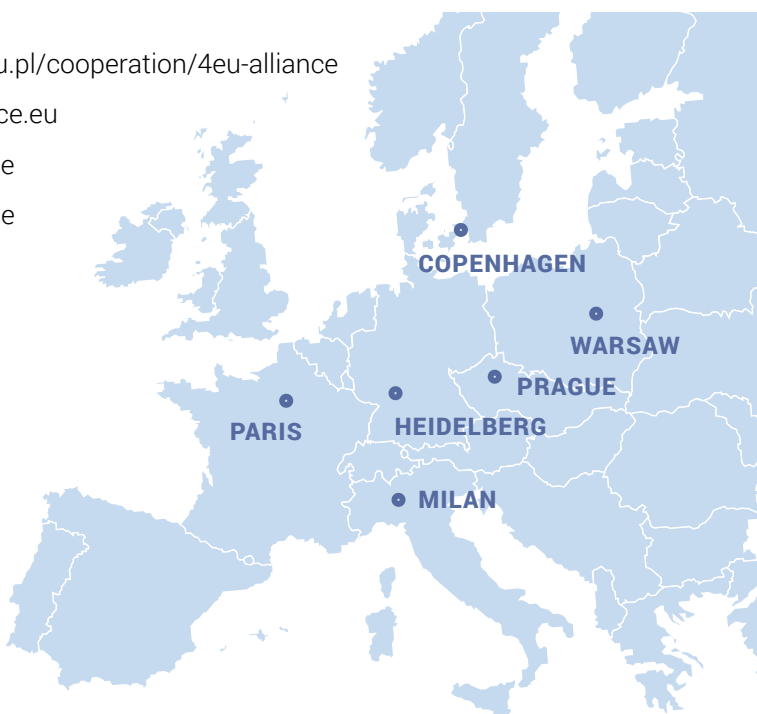 u.pl/cooperation/4eu-alliance
ce.eu
e
e
COPENHAGEN
WARSAW
PRAGUE
PARIS
HEIDELBERG
MILAN